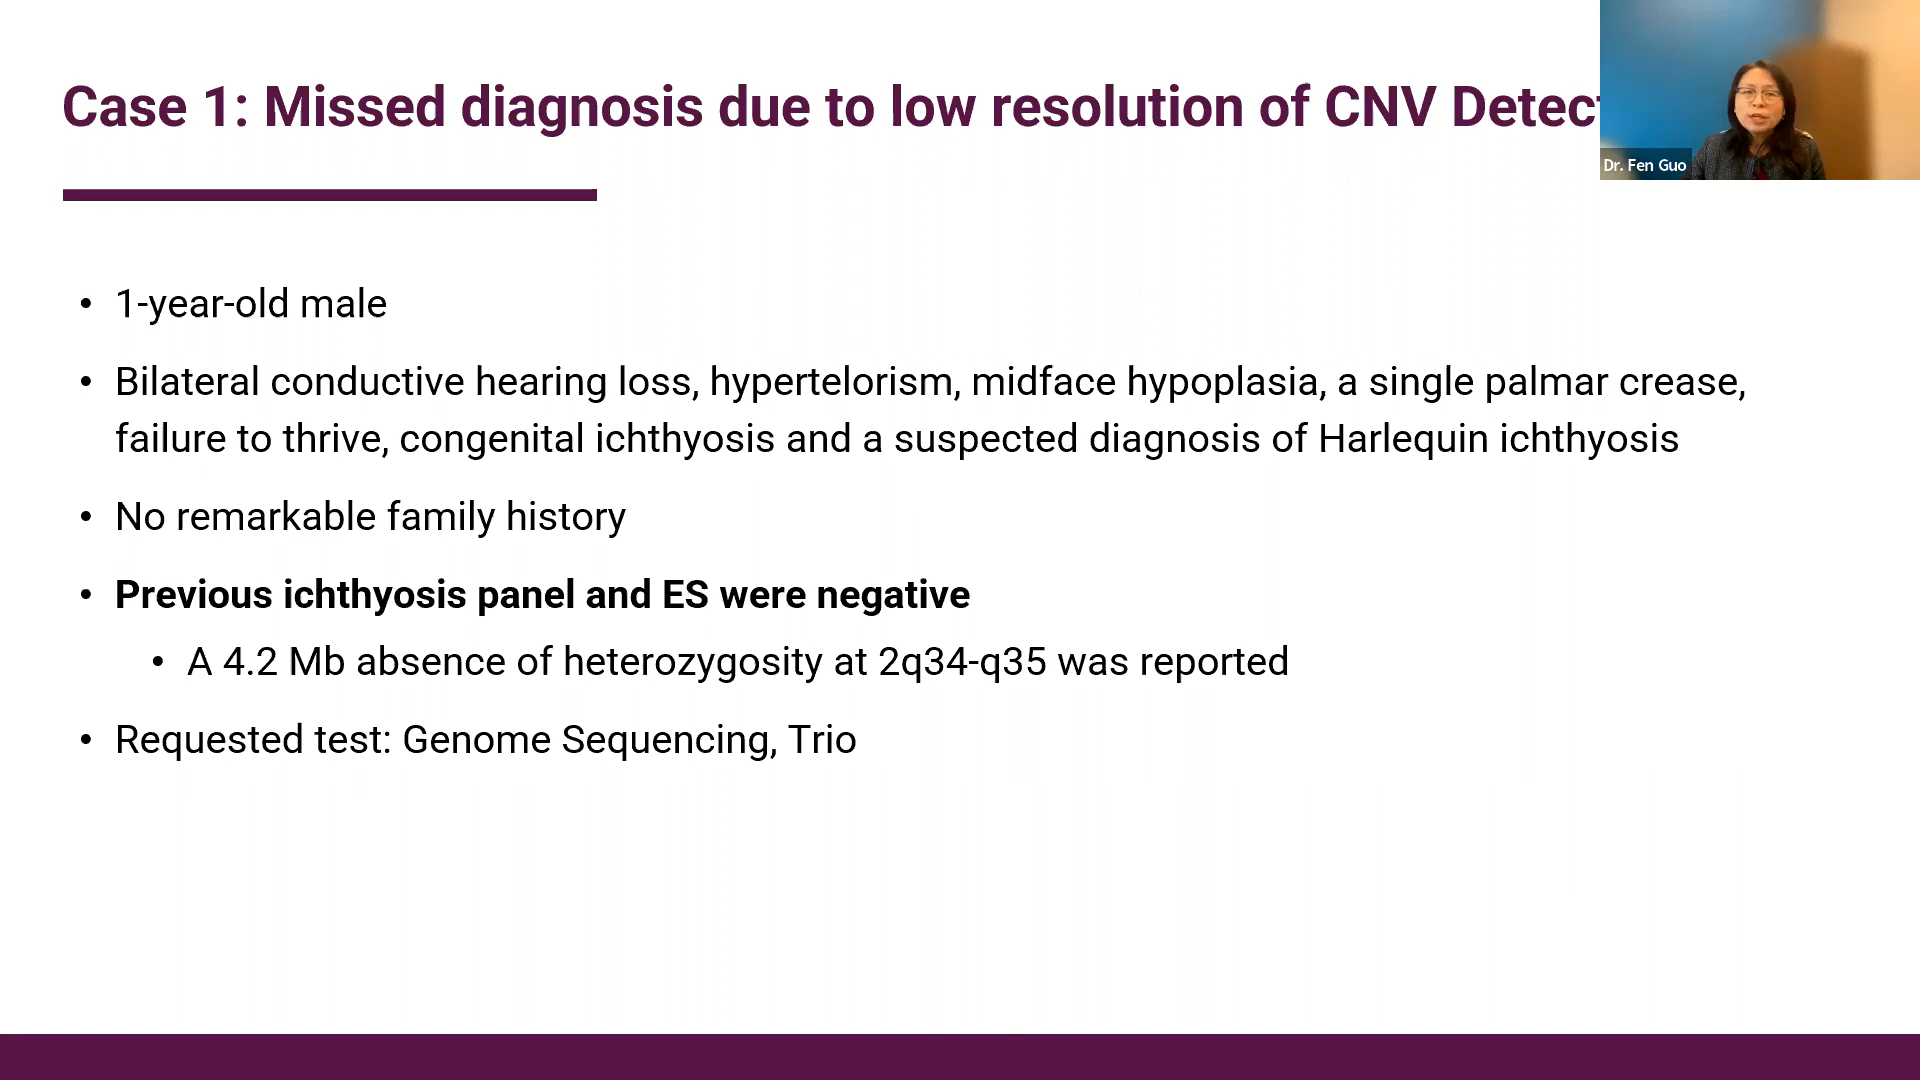 Case 1: Missed diagnosis due to low resolution of CNV Detect
Dr. Fen Guo
• 1-year-old male
• Bilateral conductive hearing loss, hypertelorism, midface hypoplasia, a single palmar crease,
failure to thrive, congenital ichthyosis and a suspected diagnosis of Harlequin ichthyosis
• No remarkable family history
• Previous ichthyosis panel and ES were negative
• A 4.2 Mb absence of heterozygosity at 2q34-q35 was reported
• Requested test: Genome Sequencing, Trio